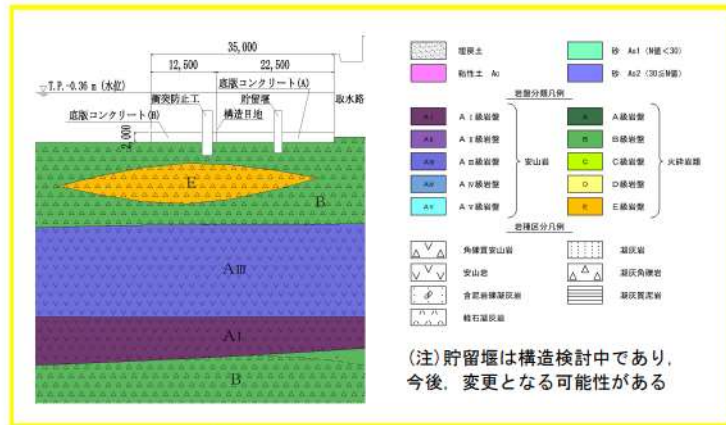 35,000
12,500
22,500
底版コンクリート(A)
T.P.-0.36 m (水位)
衝突防止工
貯留堰
取水路
底版コンクリート(B)
構造目地
2,000
E
B
AⅢ
AⅠ
B
埋戻土
砂 As1 (N値<30)
粘性土 Ac
砂 As2 (30≦N値)
岩盤分類凡例
AⅠ AⅠ級岩盤
AⅡ AⅡ級岩盤
AⅢ AⅢ級岩盤
AⅣ AⅣ級岩盤
AⅤ AⅤ級岩盤
安山岩
A A級岩盤
B B級岩盤
C C級岩盤
D D級岩盤
E E級岩盤
火砕岩類
岩種区分凡例
角礫質安山岩
凝灰岩
安山岩
凝灰角礫岩
含泥岩礫凝灰岩
凝灰質泥岩
軽石凝灰岩
(注)貯留堰は構造検討中であり，
今後，変更となる可能性がある